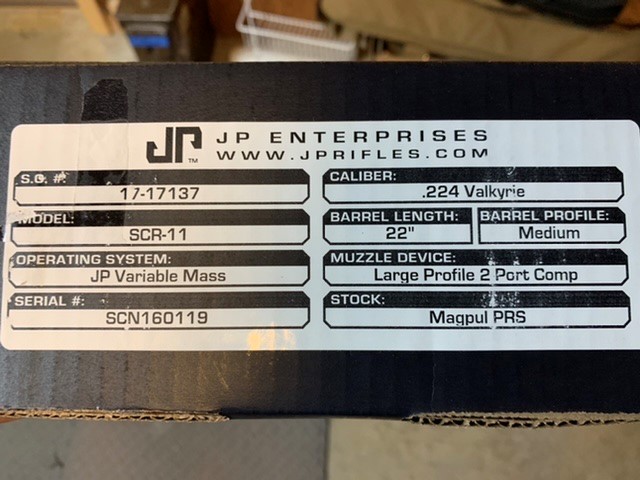 JP™ JP ENTERPRISES
WWW.JPRIFLES.COM
S.O. #:
17-17137
CALIBER:
.224 Valkyrie
MODEL:
SCR-11
BARREL LENGTH:
22"
BARREL PROFILE:
Medium
OPERATING SYSTEM:
JP Variable Mass
MUZZLE DEVICE:
Large Profile 2 Port Comp
SERIAL #:
SCN160119
STOCK:
Magpul PRS